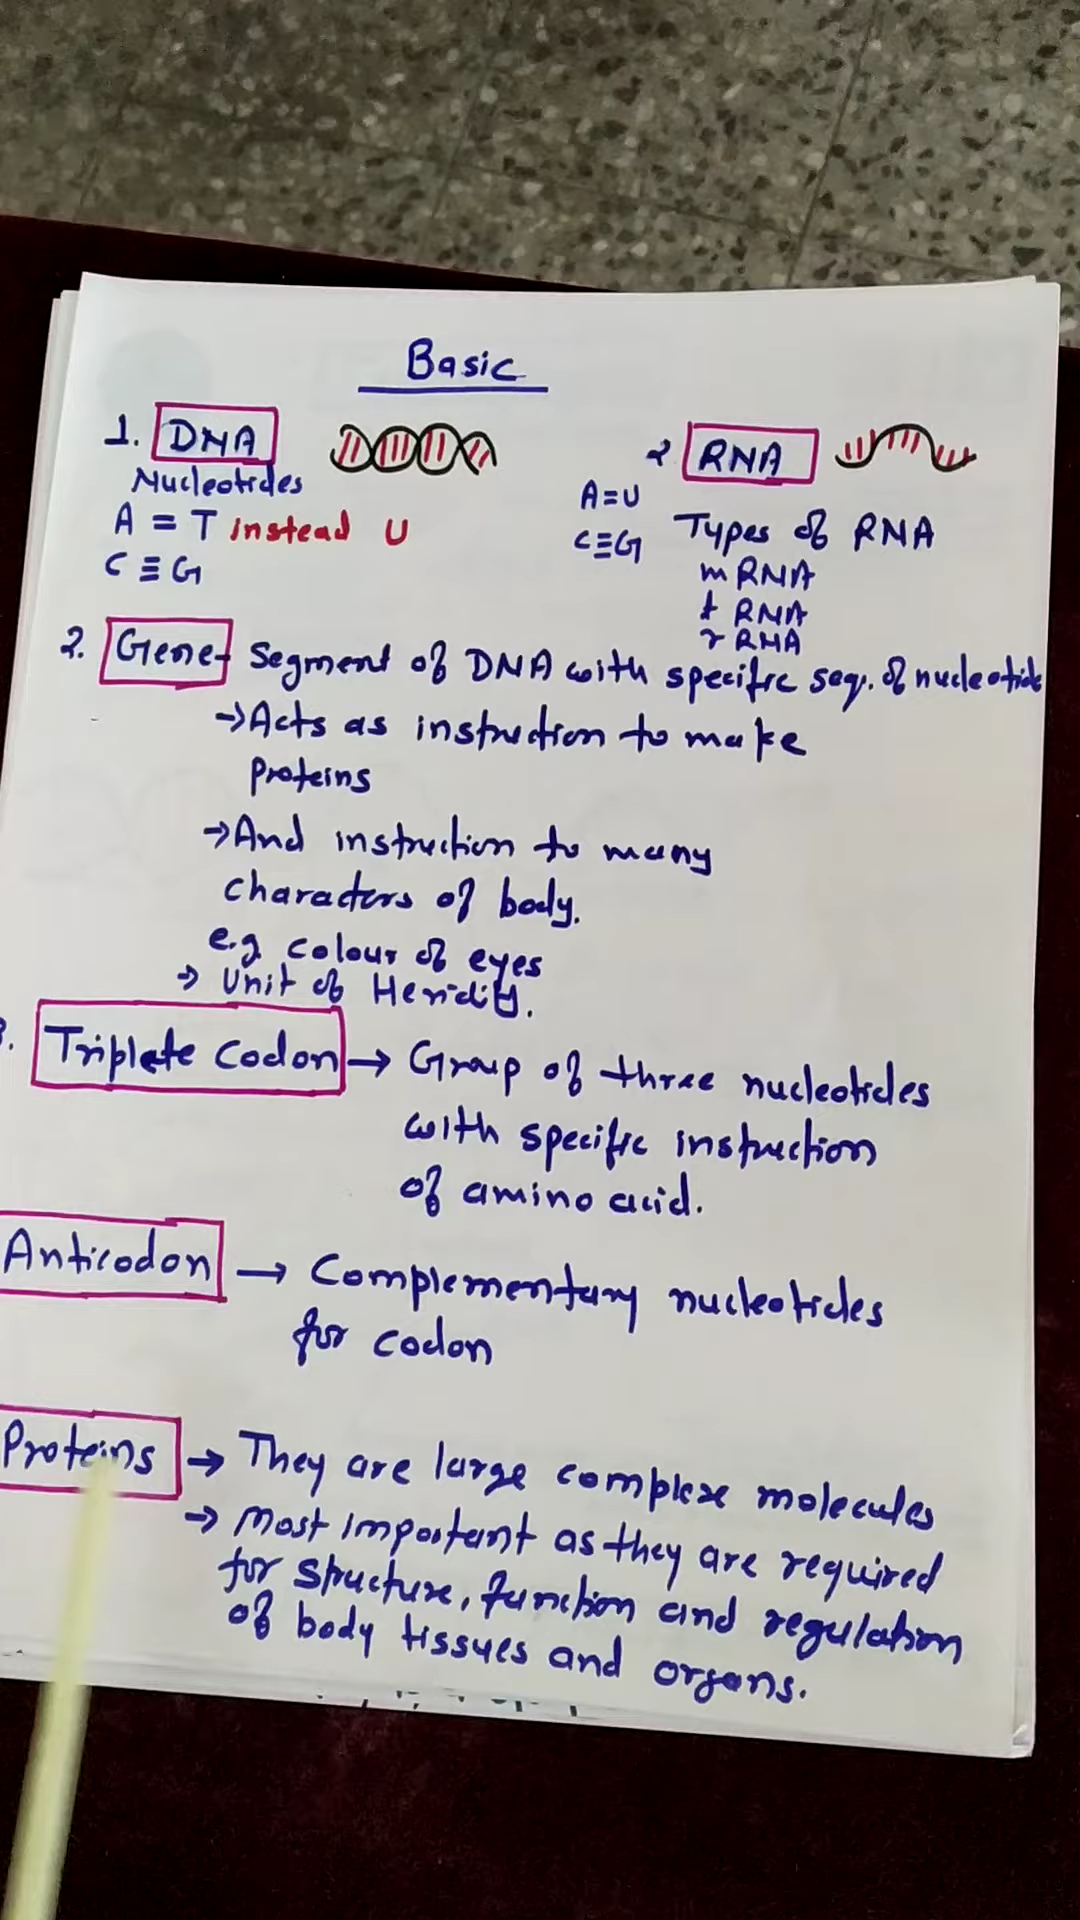 Basic
1. DNA
Nucleotides
A = T instead U
C ≡ G
2 RNA
A=U
C≡G
Types of RNA
mRNA
t RNA
r RNA
2. Gene- Segment of DNA with specific seq. of nucleotide
→Acts as instruction to make
Proteins
→And instruction to many
characters of body.
e.g colour of eyes
→ Unit of Heridity.
3. Triplete Codon → Group of three nucleotides
with specific instruction
of amino acid.
Anticodon → Complementary nucleotides
for codon
Proteins → They are large complex molecules
→ Most important as they are required
for structure, function and regulation
of body tissues and organs.